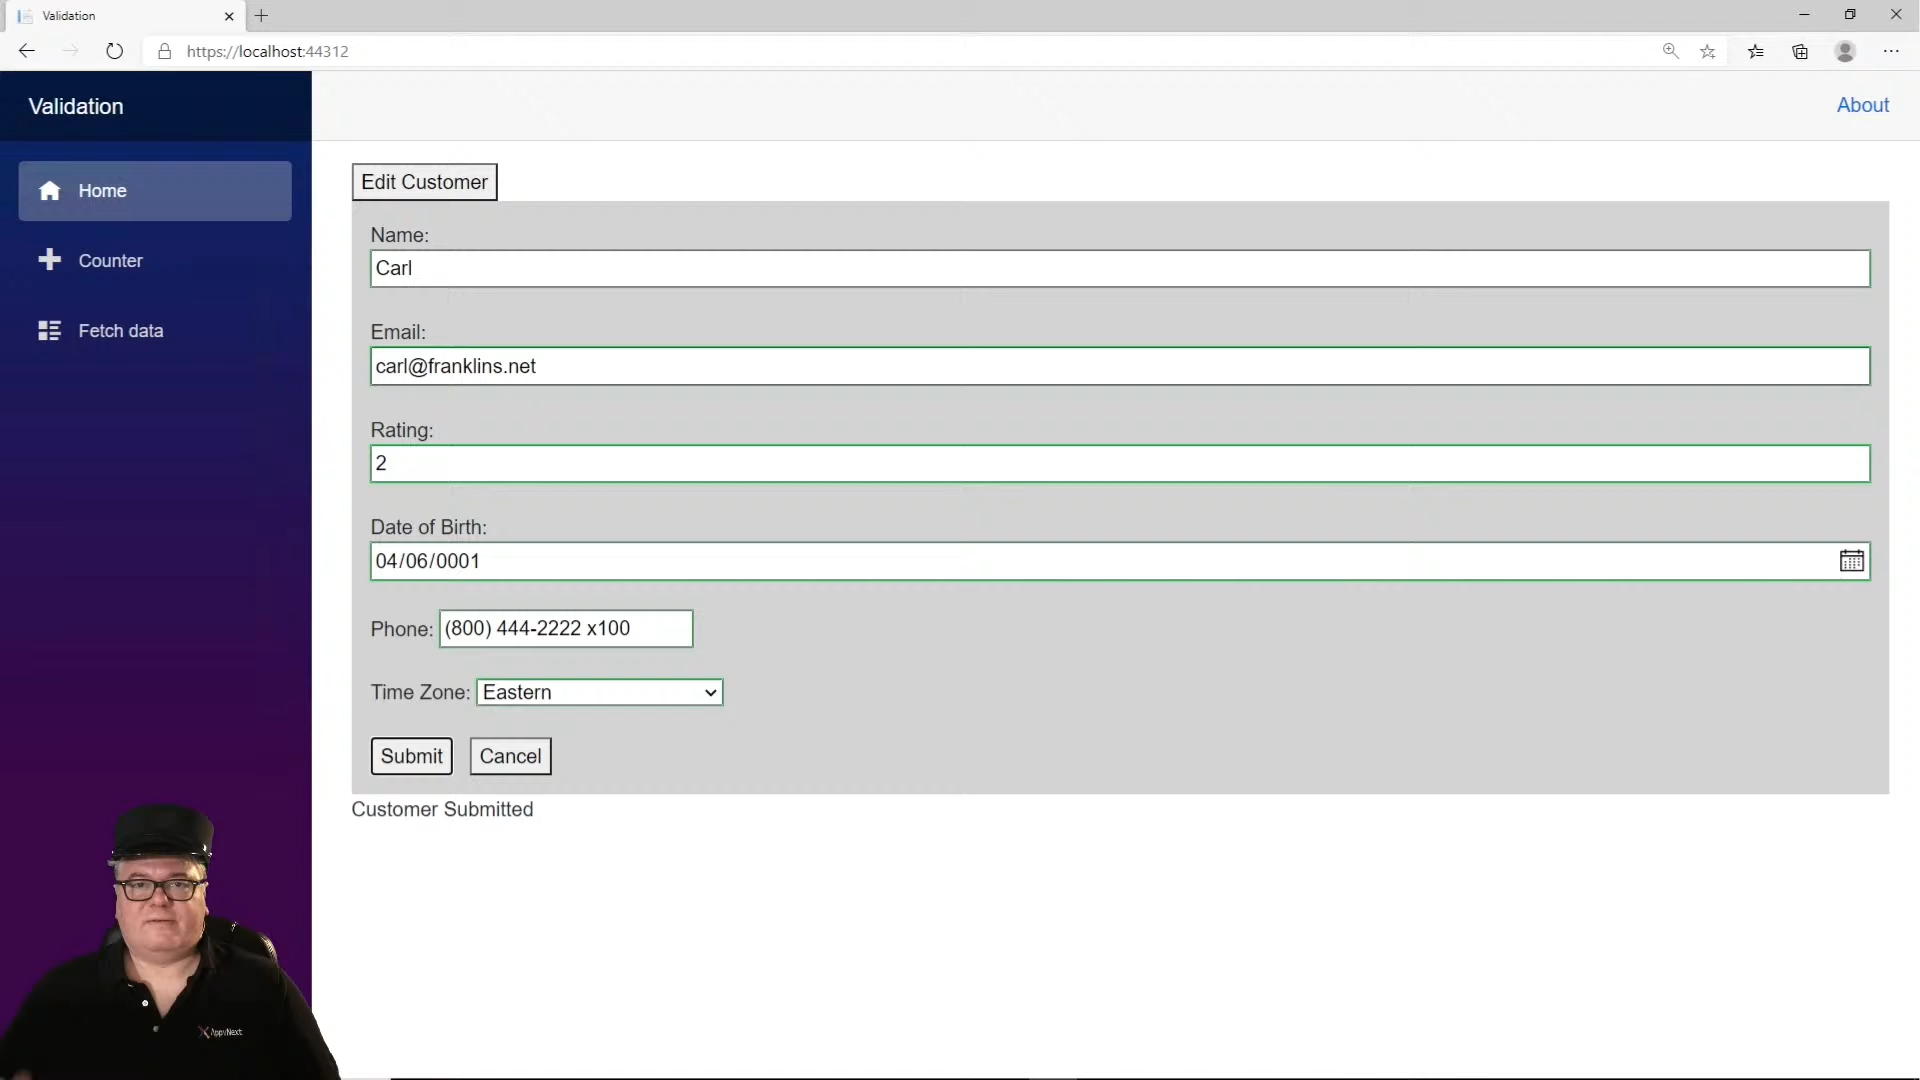 Validation
https://localhost:44312
Validation
About
Home
Counter
Fetch data
Edit Customer
Name:
Carl
Email:
carl@franklins.net
Rating:
2
Date of Birth:
04/06/0001
Phone: (800) 444-2222 x100
Time Zone: Eastern
Submit Cancel
Customer Submitted
AppvNext